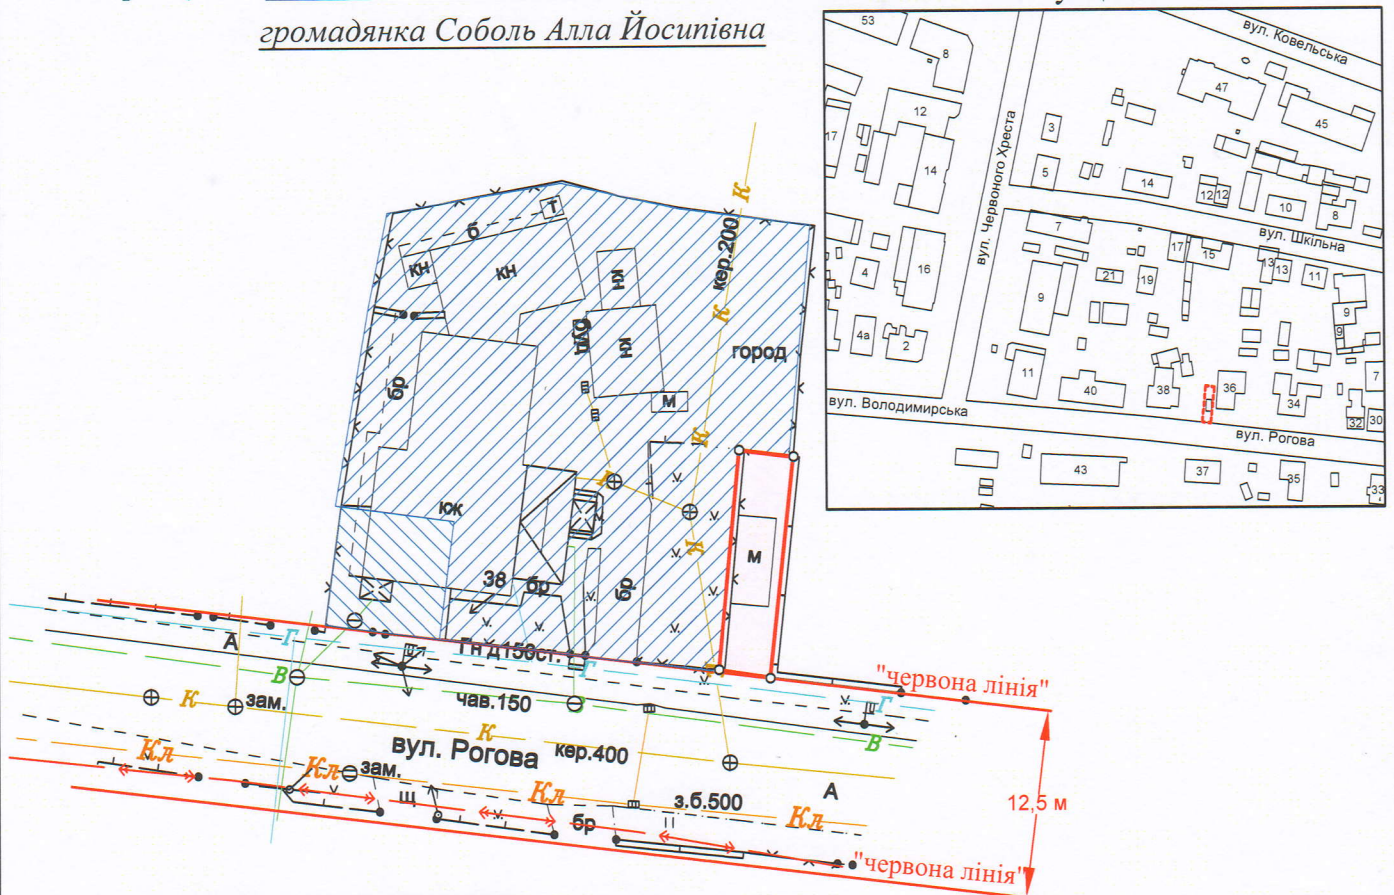 громадянка Соболь Алла Йосипівна
53
8
вул. Ковельська
47
12
45
17
3
вул. Червоного Хреста
14
5
14
12
12
10
8
7
вул. Шкільна
17
15
13
13
11
4
16
21
19
9
9
9
4а
2
11
40
38
36
34
7
32
30
вул. Володимирська
вул. Рогова
43
37
35
33
К
Т
б
кер.200
кн
кн
кн
К
буд
кн
город
бр
м
К
К
кж
К
м
38
бр
бр
А
Г
Гн д150ст.
Г
К
"червона лінія"
В
К
зам.
чав.150
В
Г
К
В
вул. Рогова
кер.400
Кл
Кл
зам.
Кл
А
щ
з.б.500
Кл
12,5 м
бр
"червона лінія"